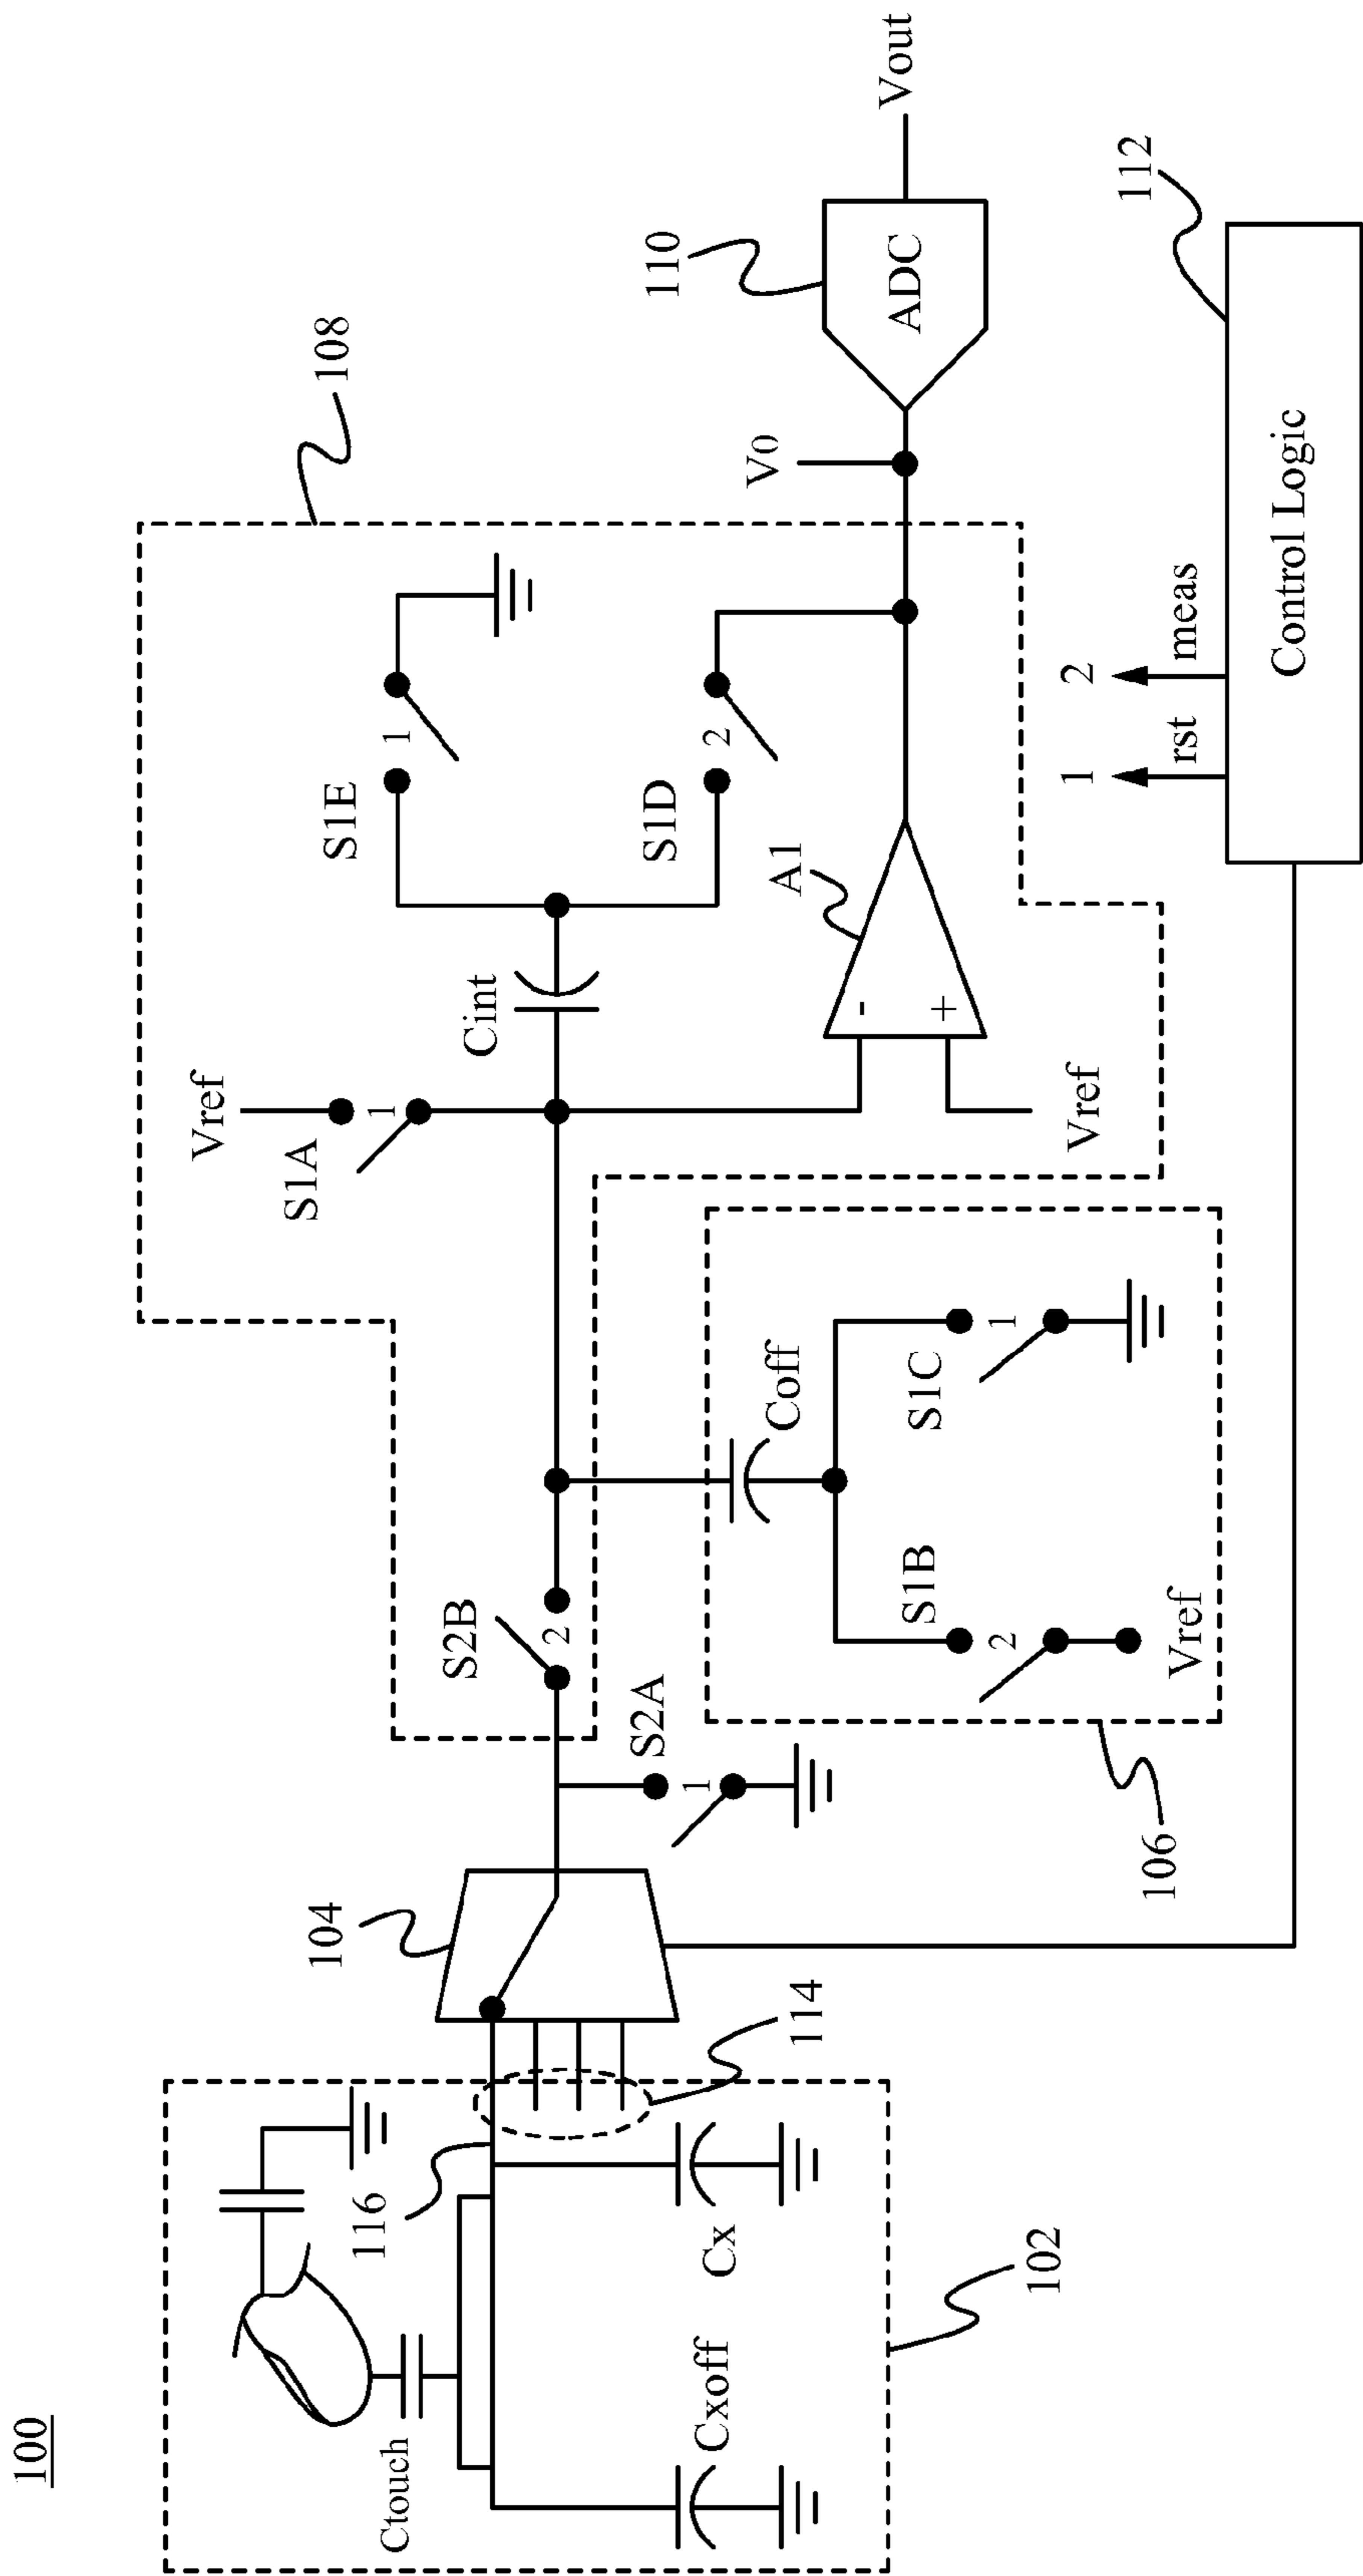 100
Ctouch
116
Cxoff
Cx
102
114
104
S2A
1
S2B
2
106
S1B
2
Vref
S1C
1
Coff
Vref
S1A
1
Cint
S1E
1
S1D
2
A1
-
+
Vref
108
Vo
110
ADC
Vout
1
2
rst
meas
Control Logic
112